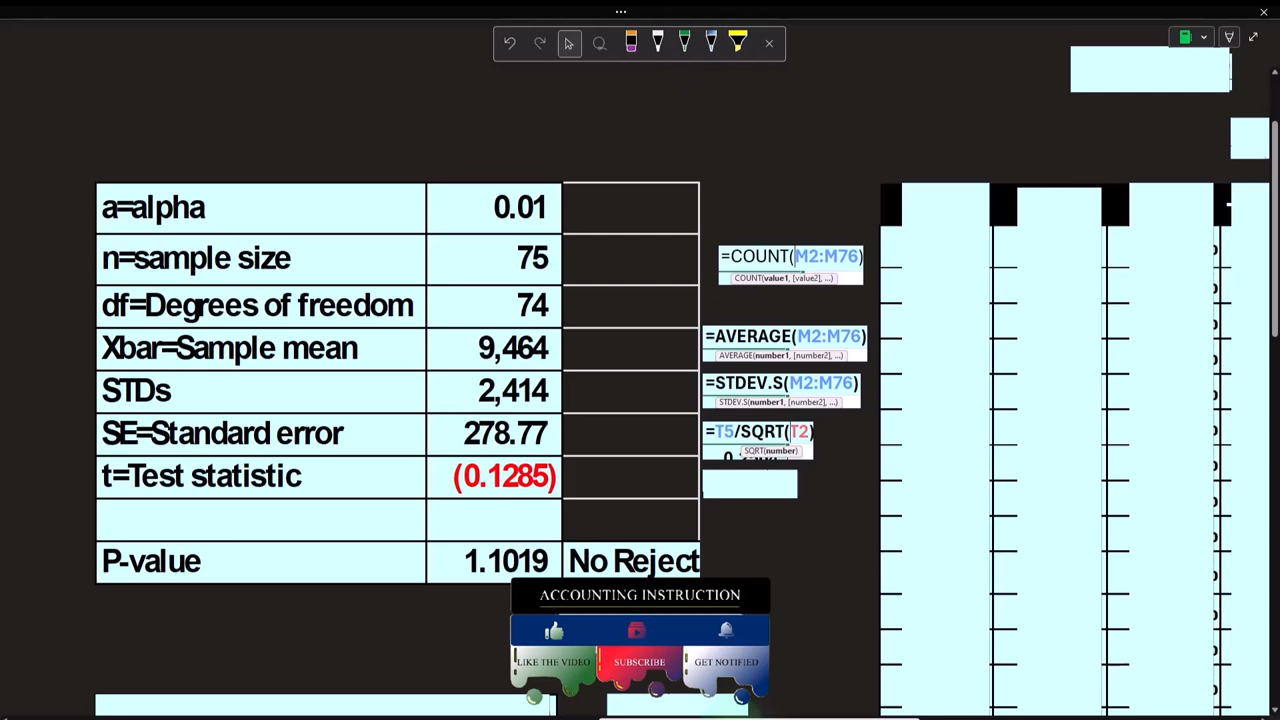 a=alpha 0.01
n=sample size 75
=COUNT(M2:M76)
COUNT(value1, [value2], ...)
df=Degrees of freedom 74
Xbar=Sample mean 9,464
=AVERAGE(M2:M76)
AVERAGE(number1, [number2], ...)
STDs 2,414
=STDEV.S(M2:M76)
STDEV.S(number1, [number2], ...)
SE=Standard error 278.77
=T5/SQRT(T2)
SQRT(number)
t=Test statistic (0.1285)
P-value 1.1019 No Reject
ACCOUNTING INSTRUCTION
LIKE THE VIDEO SUBSCRIBE GET NOTIFIED